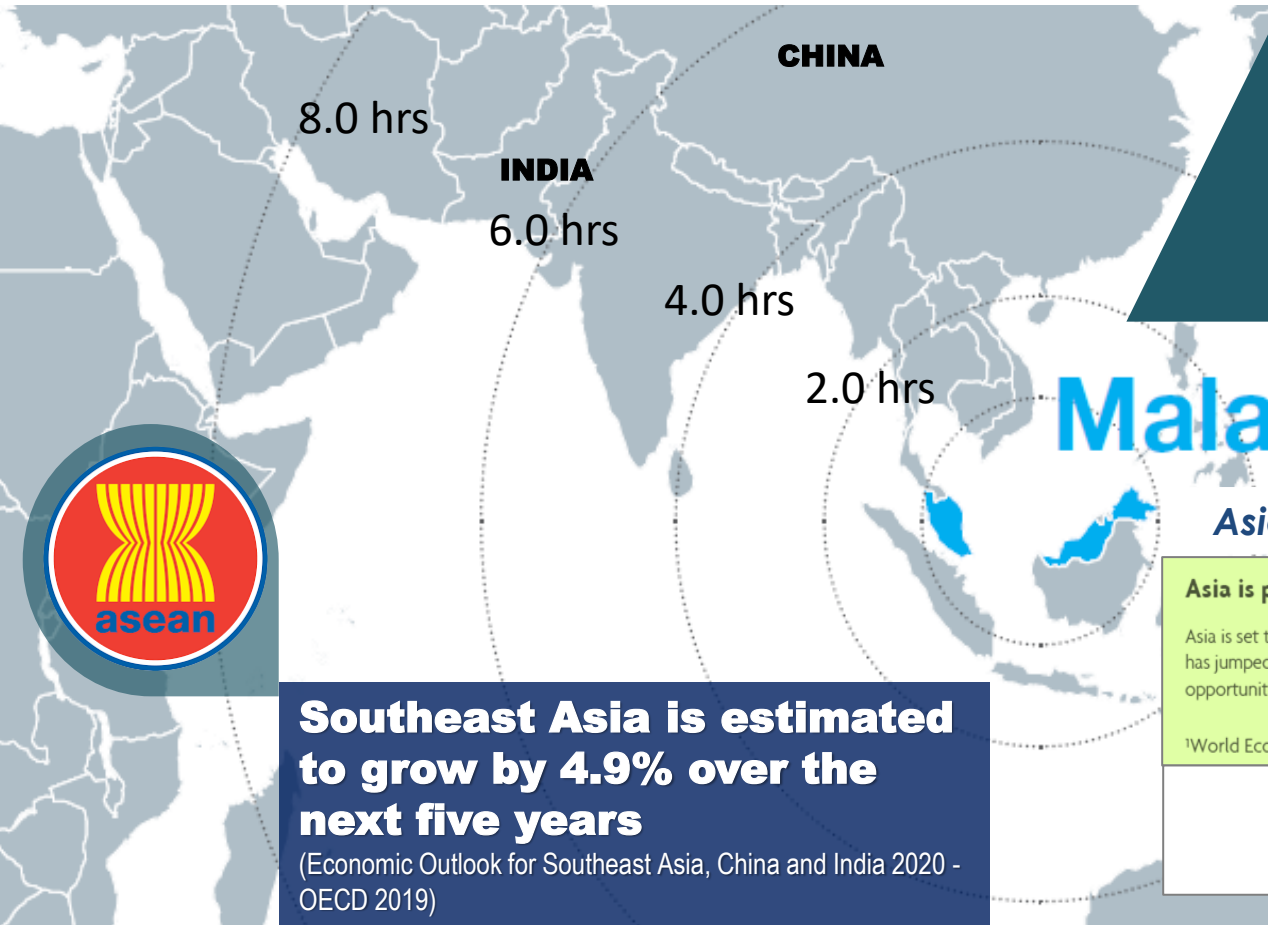 CHINA
8.0 hrs
INDIA
6.0 hrs
4.0 hrs
2.0 hrs
Mala
asean
Asi
Asia is p
Asia is set t
has jumped
opportunit
¹World Eco
Southeast Asia is estimated
to grow by 4.9% over the
next five years
(Economic Outlook for Southeast Asia, China and India 2020 -
OECD 2019)